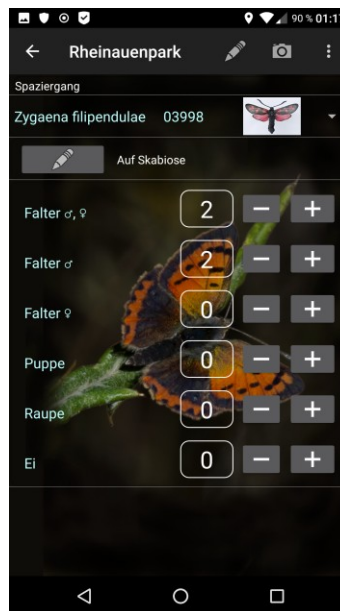 90 % 01:1
Rheinauenpark
Spaziergang
Zygaena filipendulae 03998
Auf Skabiose
Falter ♂, ♀ 2 − +
Falter ♂ 2 − +
Falter ♀ 0 − +
Puppe 0 − +
Raupe 0 − +
Ei 0 − +